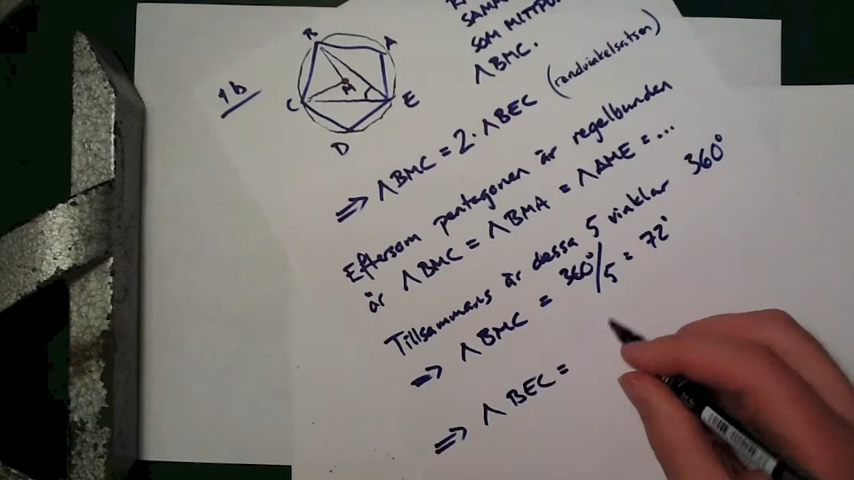 SAMMA
SOM MITTPU
∧BMC.
1b
B
A
M
C
E
D
⇒ ∧BMC = 2·∧BEC (randvinkelsatsen)
Eftersom pentagonen är regelbunden
är ∧BMC = ∧BMA = ∧AME = ...
Tillsammans är dessa 5 vinklar 360°
⇒ ∧BMC = 360°/5 = 72°
⇒ ∧BEC =